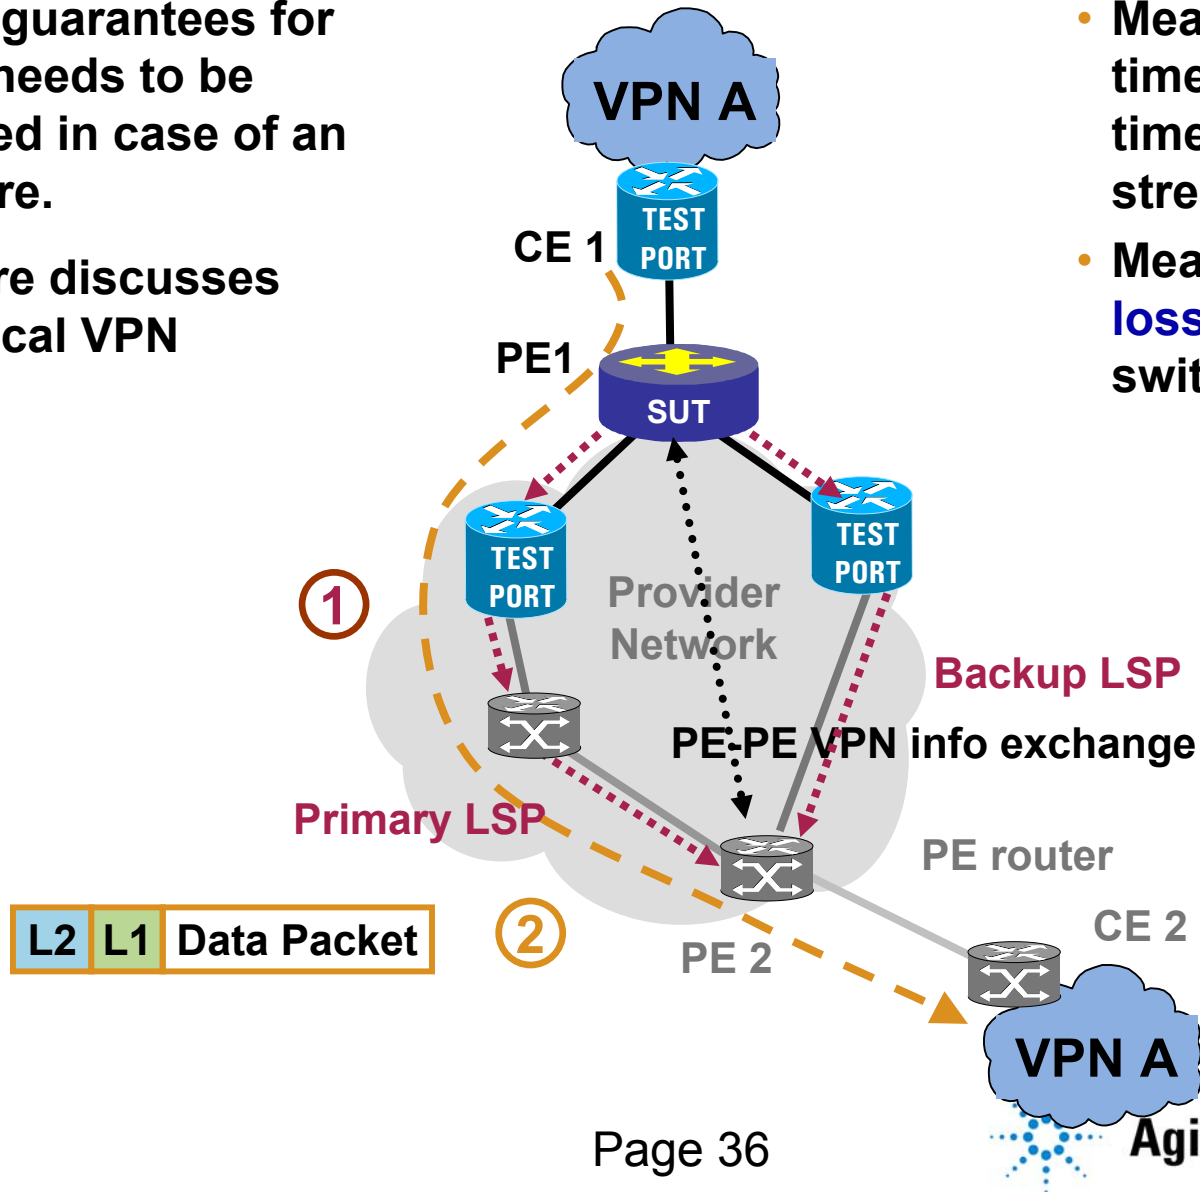 guarantees for
needs to be
ed in case of an
re.
re discusses
cal VPN
VPN A
TEST
PORT
CE 1
PE1
SUT
TEST
PORT
TEST
PORT
Provider
Network
1
Backup LSP
PE-PE VPN info exchange
Primary LSP
PE router
L2 L1 Data Packet
2
PE 2
CE 2
VPN A
Page 36
• Mea
time
time
stre
• Mea
loss
swit
Agi